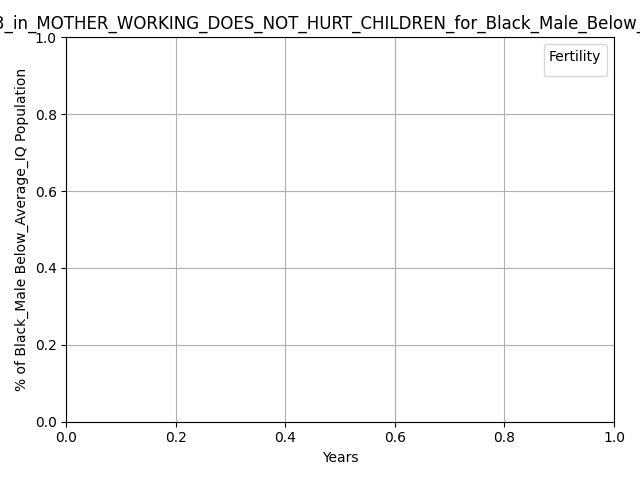 3_in_MOTHER_WORKING_DOES_NOT_HURT_CHILDREN_for_Black_Male_Below_
Fertility
% of Black_Male Below_Average_IQ Population
1.0
0.8
0.6
0.4
0.2
0.0
0.0 0.2 0.4 0.6 0.8 1.0
Years